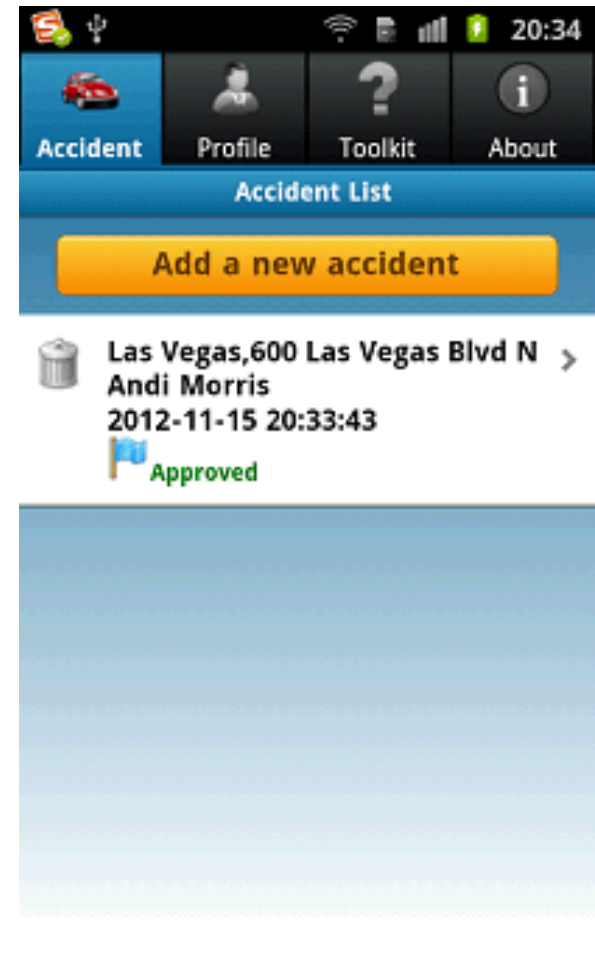 20:34
Accident Profile Toolkit About
Accident List
Add a new accident
Las Vegas,600 Las Vegas Blvd N
Andi Morris
2012-11-15 20:33:43
Approved